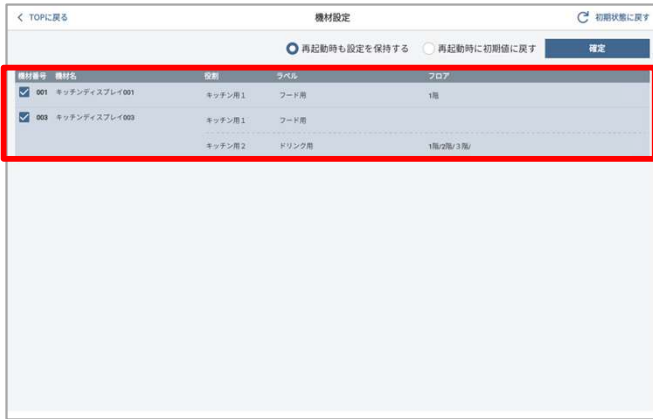 < TOPに戻る 機材設定 初期状態に戻す
再起動時も設定を保持する 再起動時に初期値に戻す 確定
機材番号 機材名 役割 ラベル フロア
001 キッチンディスプレイ001 キッチン用1 フード用 1階
003 キッチンディスプレイ003 キッチン用1 フード用
キッチン用2 ドリンク用 1階/2階/3階/